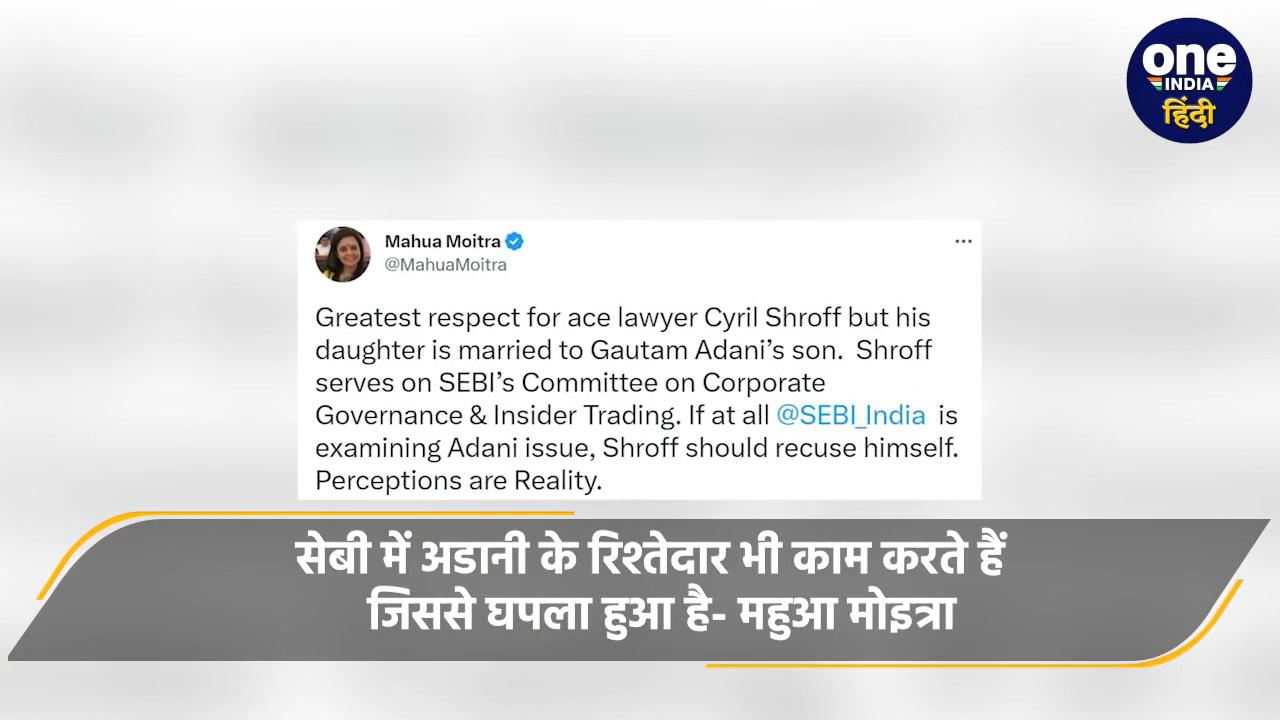 one
INDIA
हिंदी
Mahua Moitra
@MahuaMoitra
Greatest respect for ace lawyer Cyril Shroff but his
daughter is married to Gautam Adani’s son.  Shroff
serves on SEBI’s Committee on Corporate
Governance & Insider Trading. If at all @SEBI_India  is
examining Adani issue, Shroff should recuse himself.
Perceptions are Reality.
सेबी में अडानी के रिश्तेदार भी काम करते हैं
जिससे घपला हुआ है- महुआ मोइत्रा